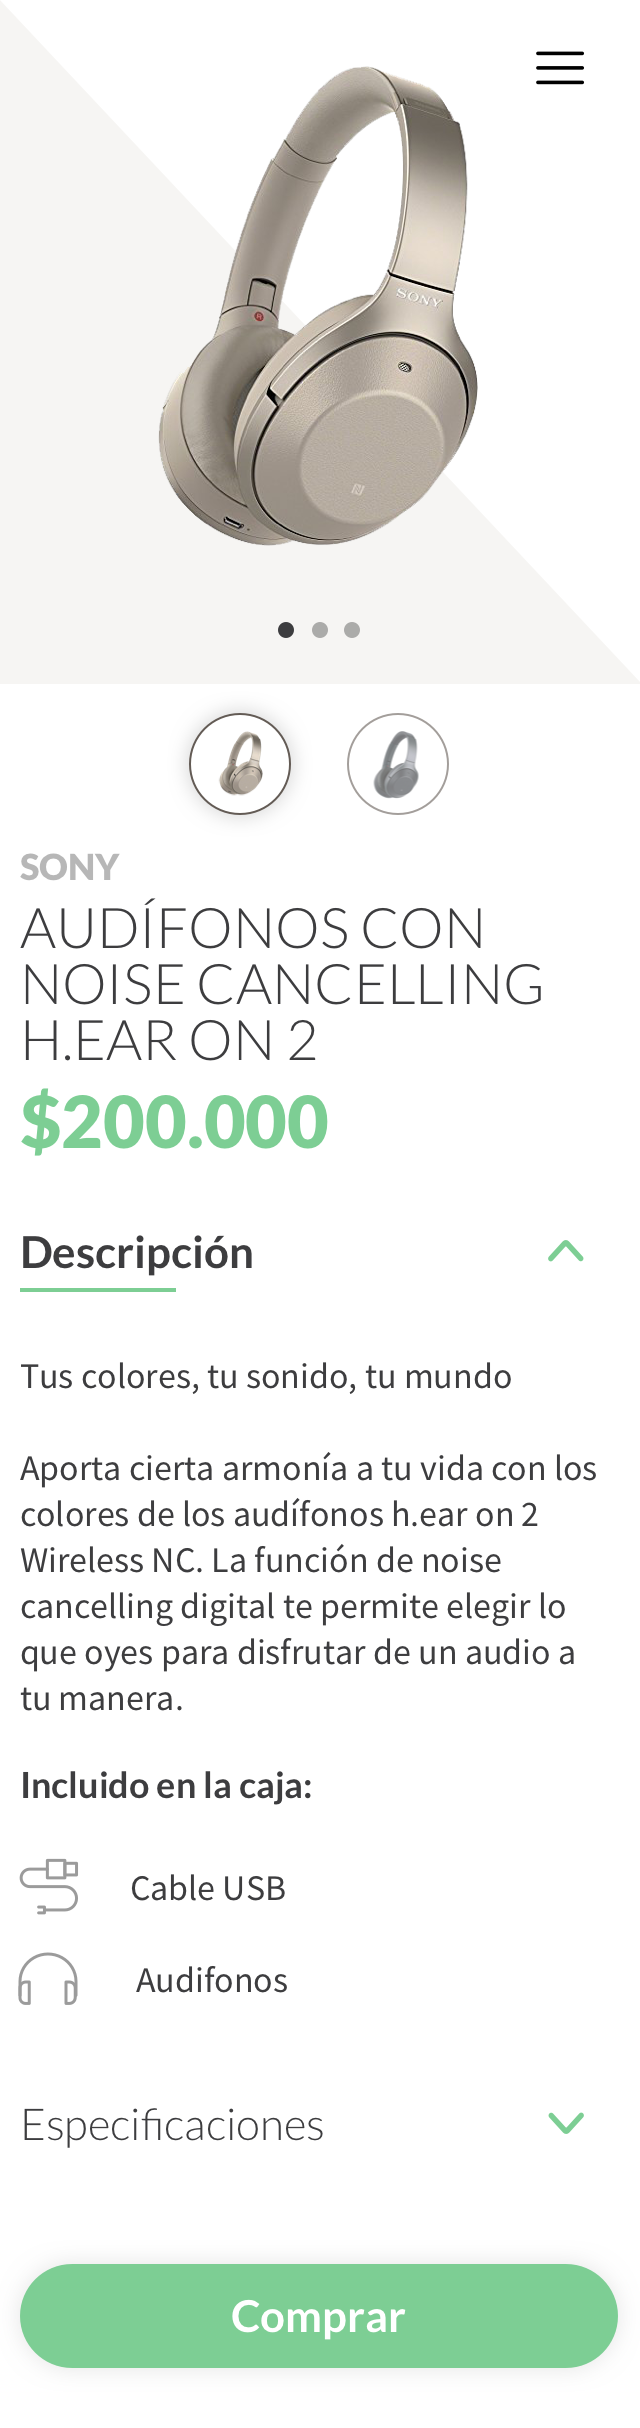 SONY
SONY
AUDÍFONOS CON
NOISE CANCELLING
H.EAR ON 2
$200.000
Descripción
Tus colores, tu sonido, tu mundo
Aporta cierta armonía a tu vida con los
colores de los audífonos h.ear on 2
Wireless NC. La función de noise
cancelling digital te permite elegir lo
que oyes para disfrutar de un audio a
tu manera.
Incluido en la caja:
Cable USB
Audifonos
Especificaciones
Comprar